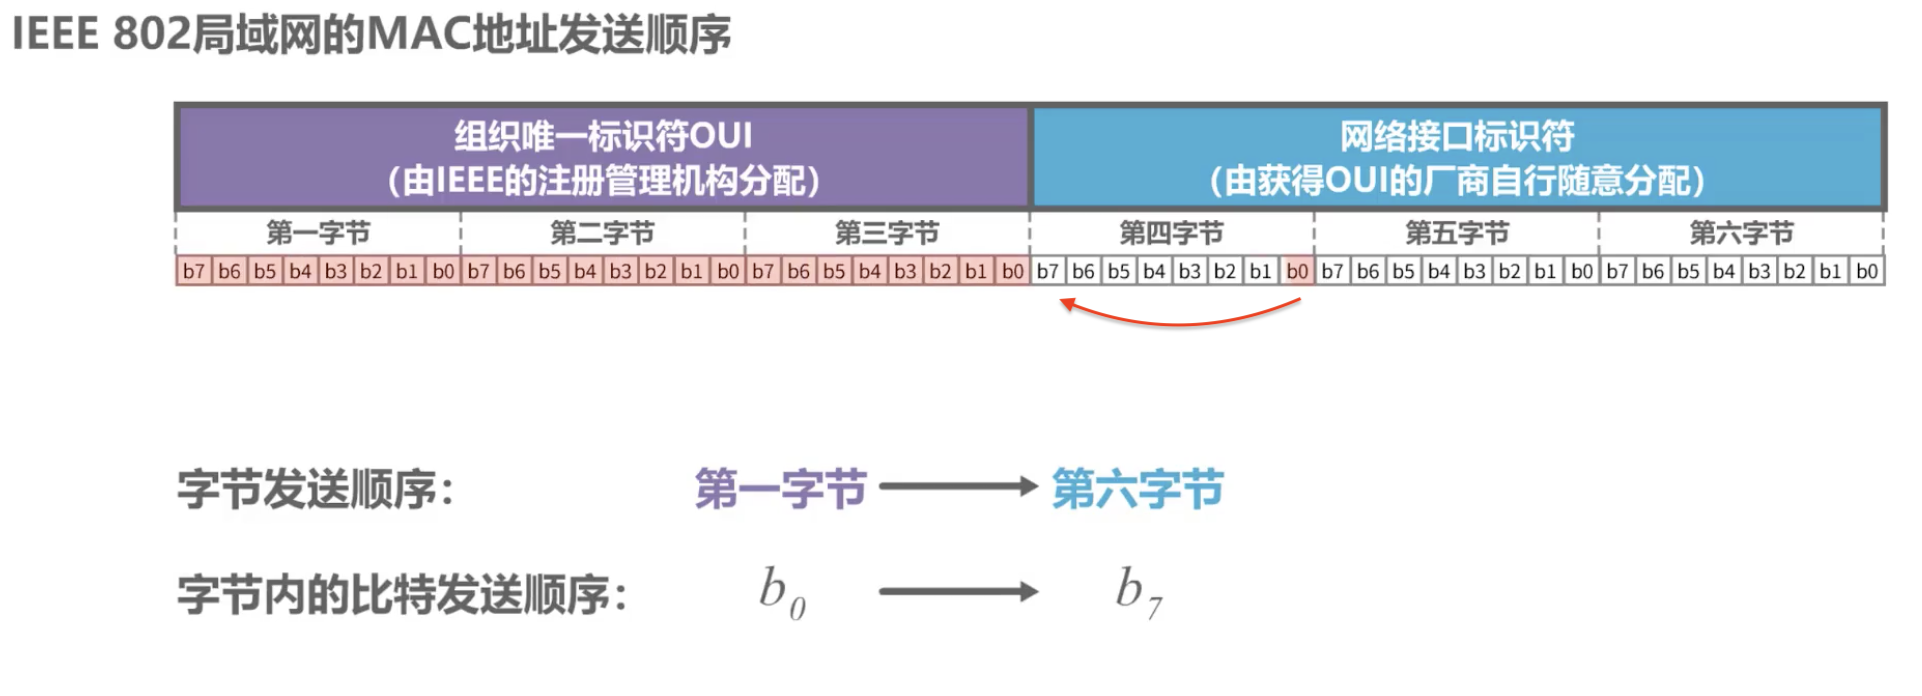 IEEE 802局域网的MAC地址发送顺序
组织唯一标识符OUI
（由IEEE的注册管理机构分配）
网络接口标识符
（由获得OUI的厂商自行随意分配）
第一字节 第二字节 第三字节 第四字节 第五字节 第六字节
b7 b6 b5 b4 b3 b2 b1 b0 b7 b6 b5 b4 b3 b2 b1 b0 b7 b6 b5 b4 b3 b2 b1 b0 b7 b6 b5 b4 b3 b2 b1 b0 b7 b6 b5 b4 b3 b2 b1 b0 b7 b6 b5 b4 b3 b2 b1 b0
字节发送顺序： 第一字节 第六字节
字节内的比特发送顺序： b0 b7